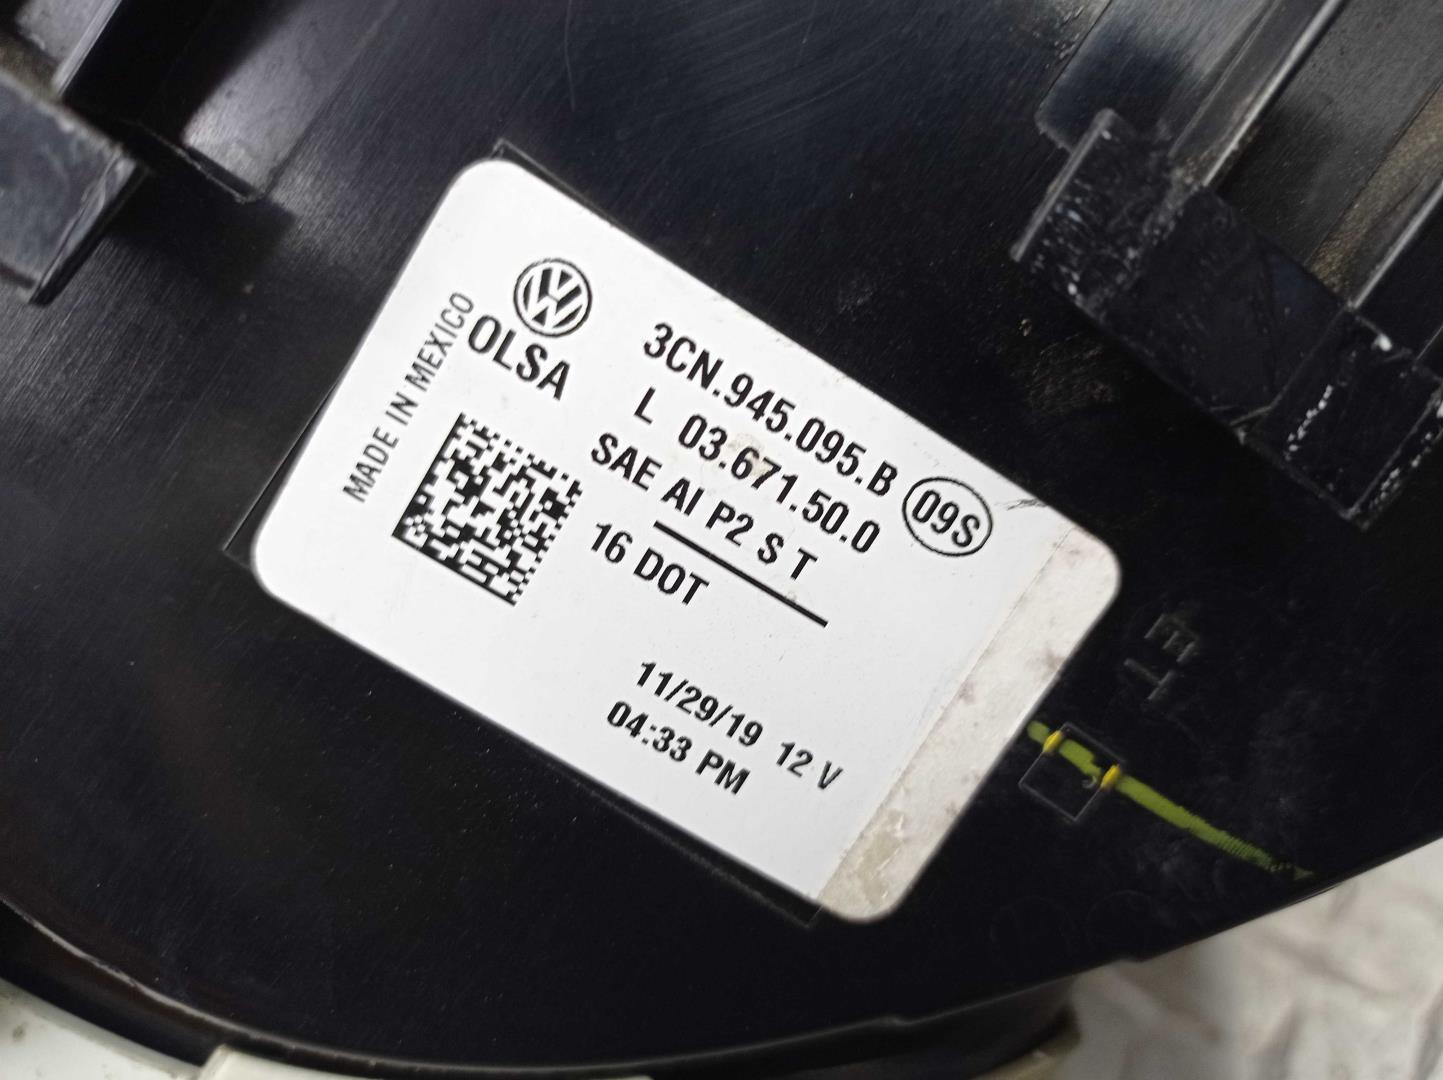 MADE IN MEXICO
OLSA
3CN.945.095.B
L 03.671.50.0
09S
SAE AI P2 S T
16 DOT
11/29/19 12 V
04:33 PM